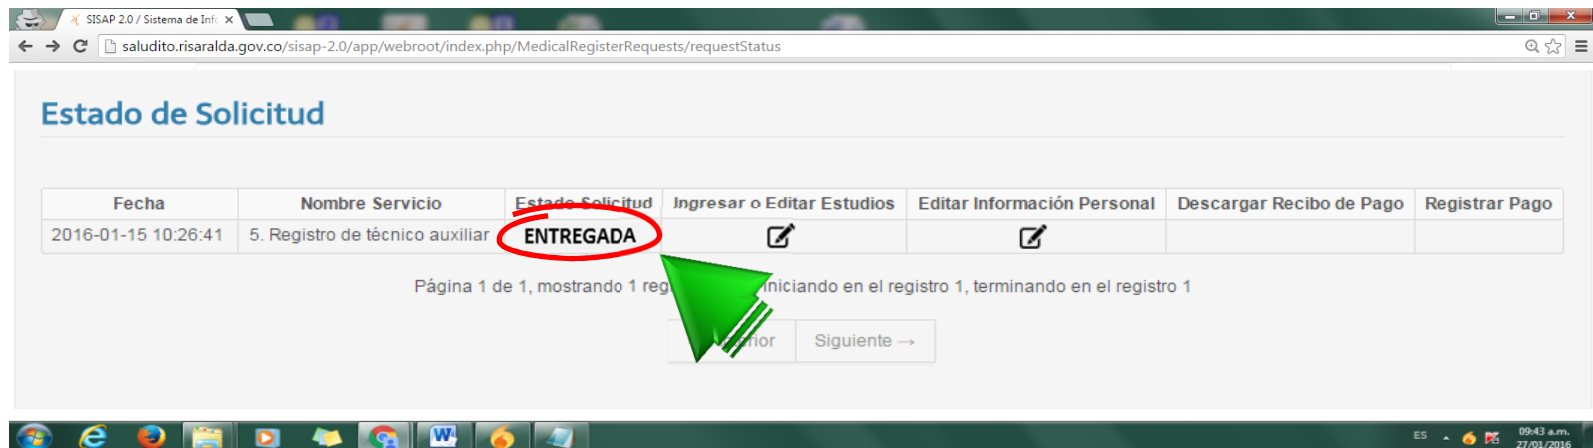 SISAP 2.0 / Sistema de Inf
saludito.risaralda.gov.co/sisap-2.0/app/webroot/index.php/MedicalRegisterRequests/requestStatus
Estado de Solicitud
Fecha Nombre Servicio Estado Solicitud Ingresar o Editar Estudios Editar Información Personal Descargar Recibo de Pago Registrar Pago
2016-01-15 10:26:41 5. Registro de técnico auxiliar ENTREGADA
Página 1 de 1, mostrando 1 iniciando en el registro 1, terminando en el registro 1
Siguiente →
ES 09:43 a.m.
27/01/2016